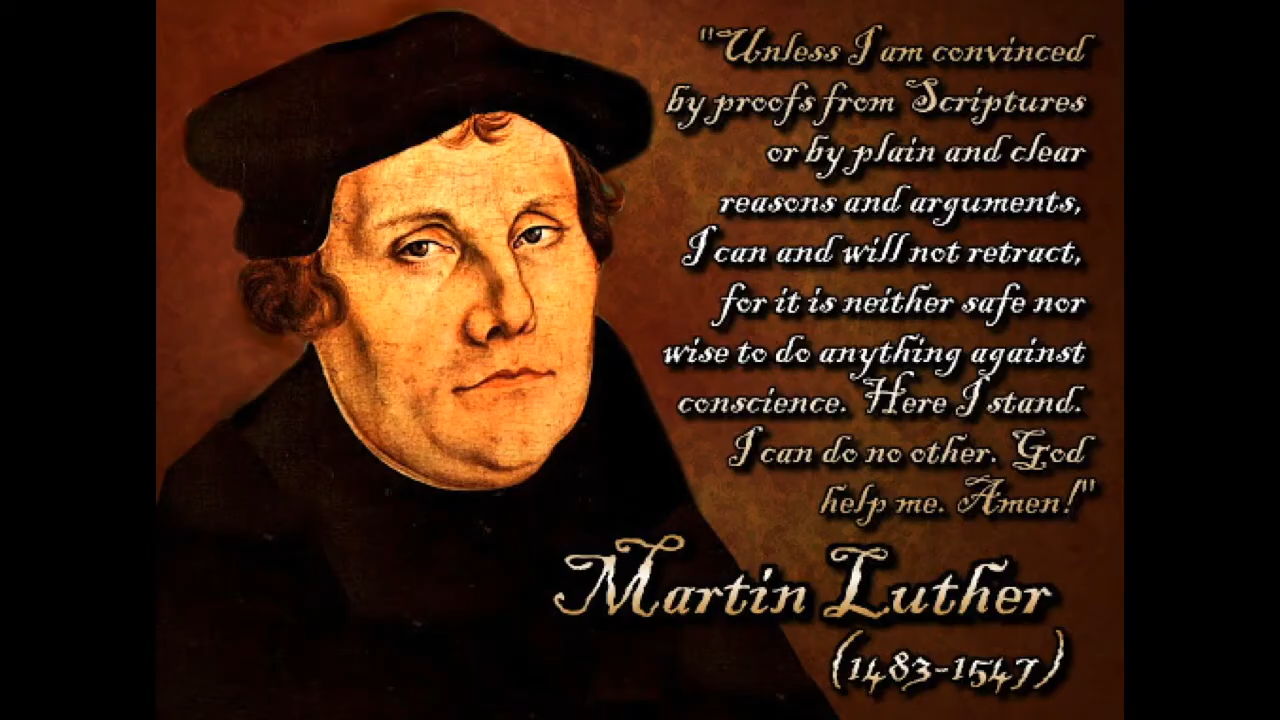 "Unless I am convinced
by proofs from Scriptures
or by plain and clear
reasons and arguments,
I can and will not retract,
for it is neither safe nor
wise to do anything against
conscience. Here I stand.
I can do no other. God
help me. Amen!"
Martin Luther
(1483-1547)